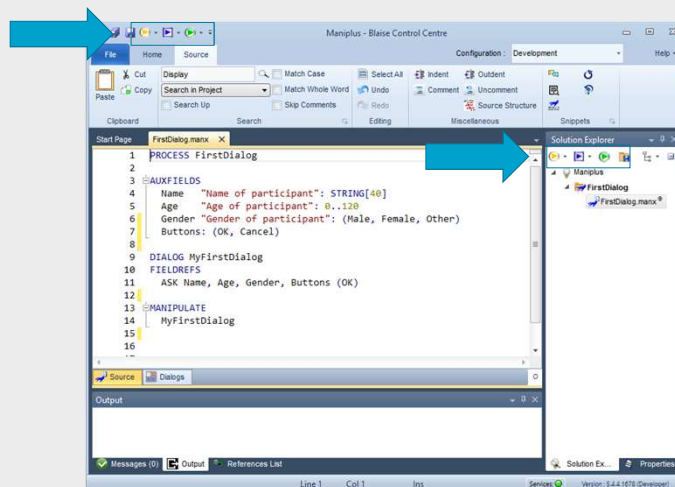 Maniplus - Blaise Control Centre
File Home Source Configuration : Development Help
Paste Cut Copy Clipboard
Display Search in Project Search Up Match Case Match Whole Word Skip Comments Search
Select All Undo Redo Editing
Indent Outdent Comment Uncomment Source Structure Miscellaneous
Snippets
Start Page FirstDialog.manx
1 PROCESS FirstDialog
2
3 AUXFIELDS
4 Name "Name of participant": STRING[40]
5 Age "Age of participant": 0..120
6 Gender "Gender of participant": (Male, Female, Other)
7 Buttons: (OK, Cancel)
8
9 DIALOG MyFirstDialog
10 FIELDREFS
11 ASK Name, Age, Gender, Buttons (OK)
12
13 MANIPULATE
14 MyFirstDialog
15
16
Source Dialogs
Output
Messages (0) Output References List
Solution Explorer
Maniplus
FirstDialog
FirstDialog.manx
Solution Ex... Properties
Line 1 Col 1 Ins Services Version : 5.4.4.1678 (Developer)